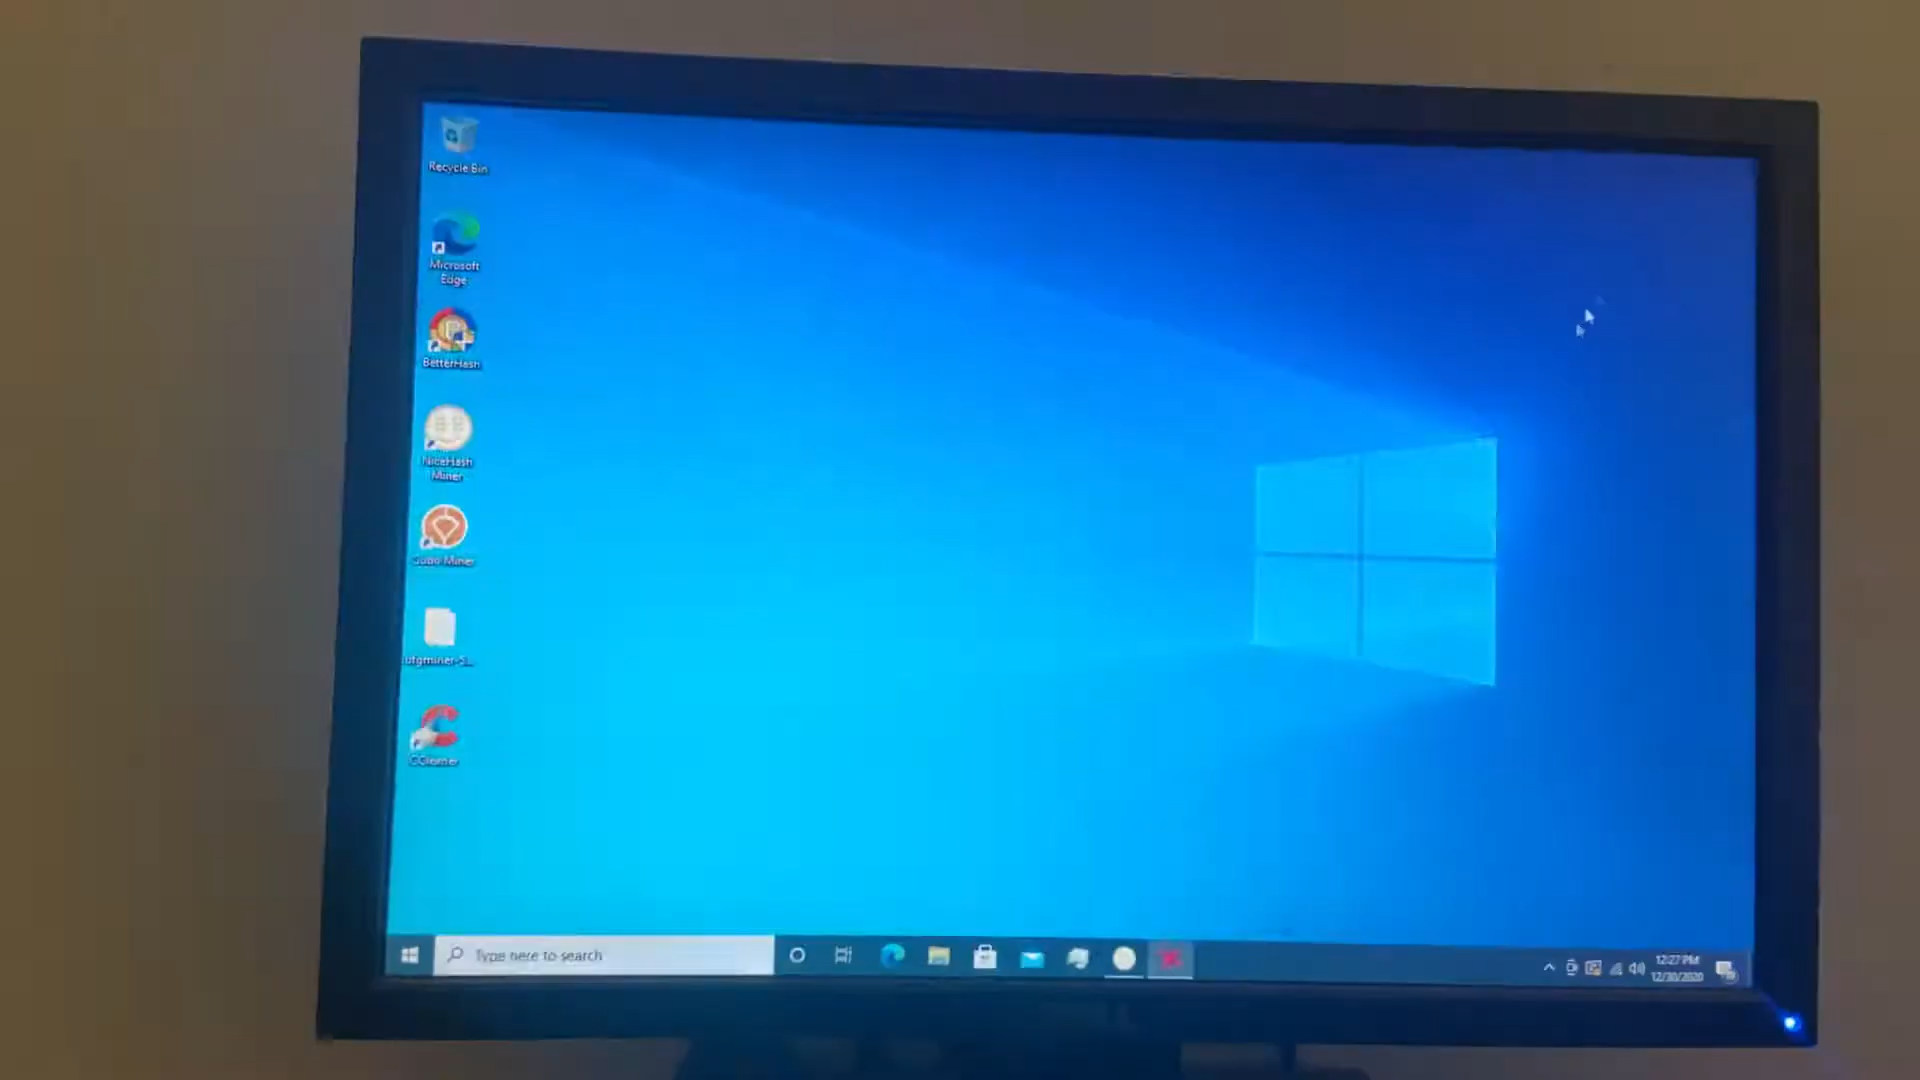 Recycle Bin
Microsoft
Edge
BetterHash
NiceHash
Miner
Miner
CCleaner
Type here to search
12:27 PM
12/30/2020